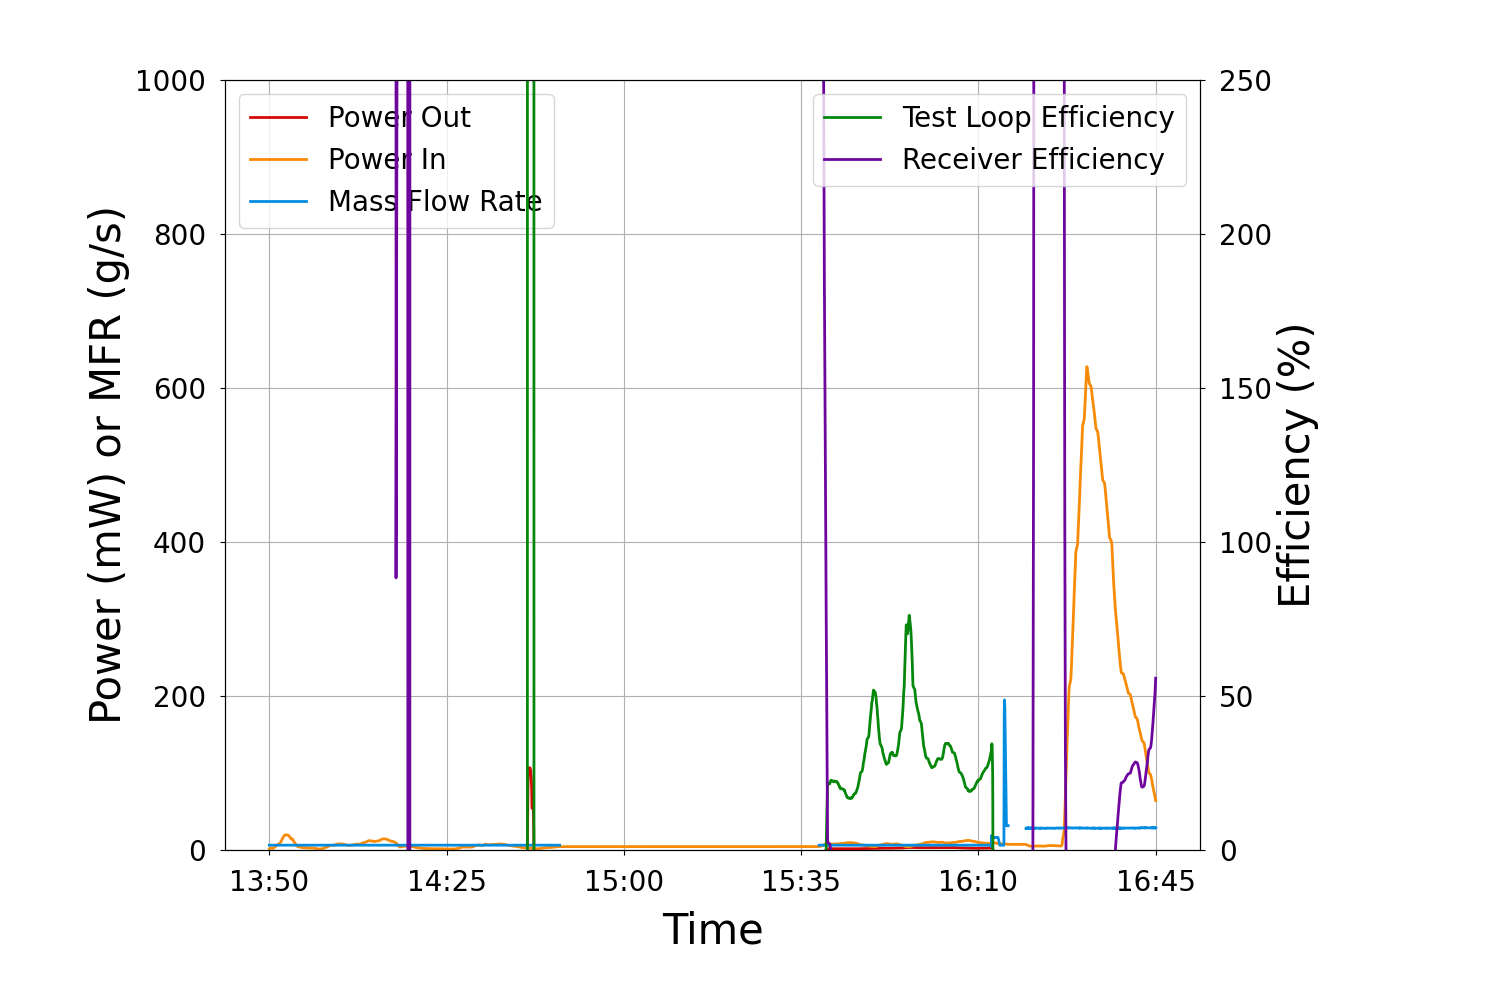 1000
800
600
400
200
0
Power (mW) or MFR (g/s)
Power Out
Power In
Mass Flow Rate
Test Loop Efficiency
Receiver Efficiency
250
200
150
100
50
0
Efficiency (%)
13:50 14:25 15:00 15:35 16:10 16:45
Time